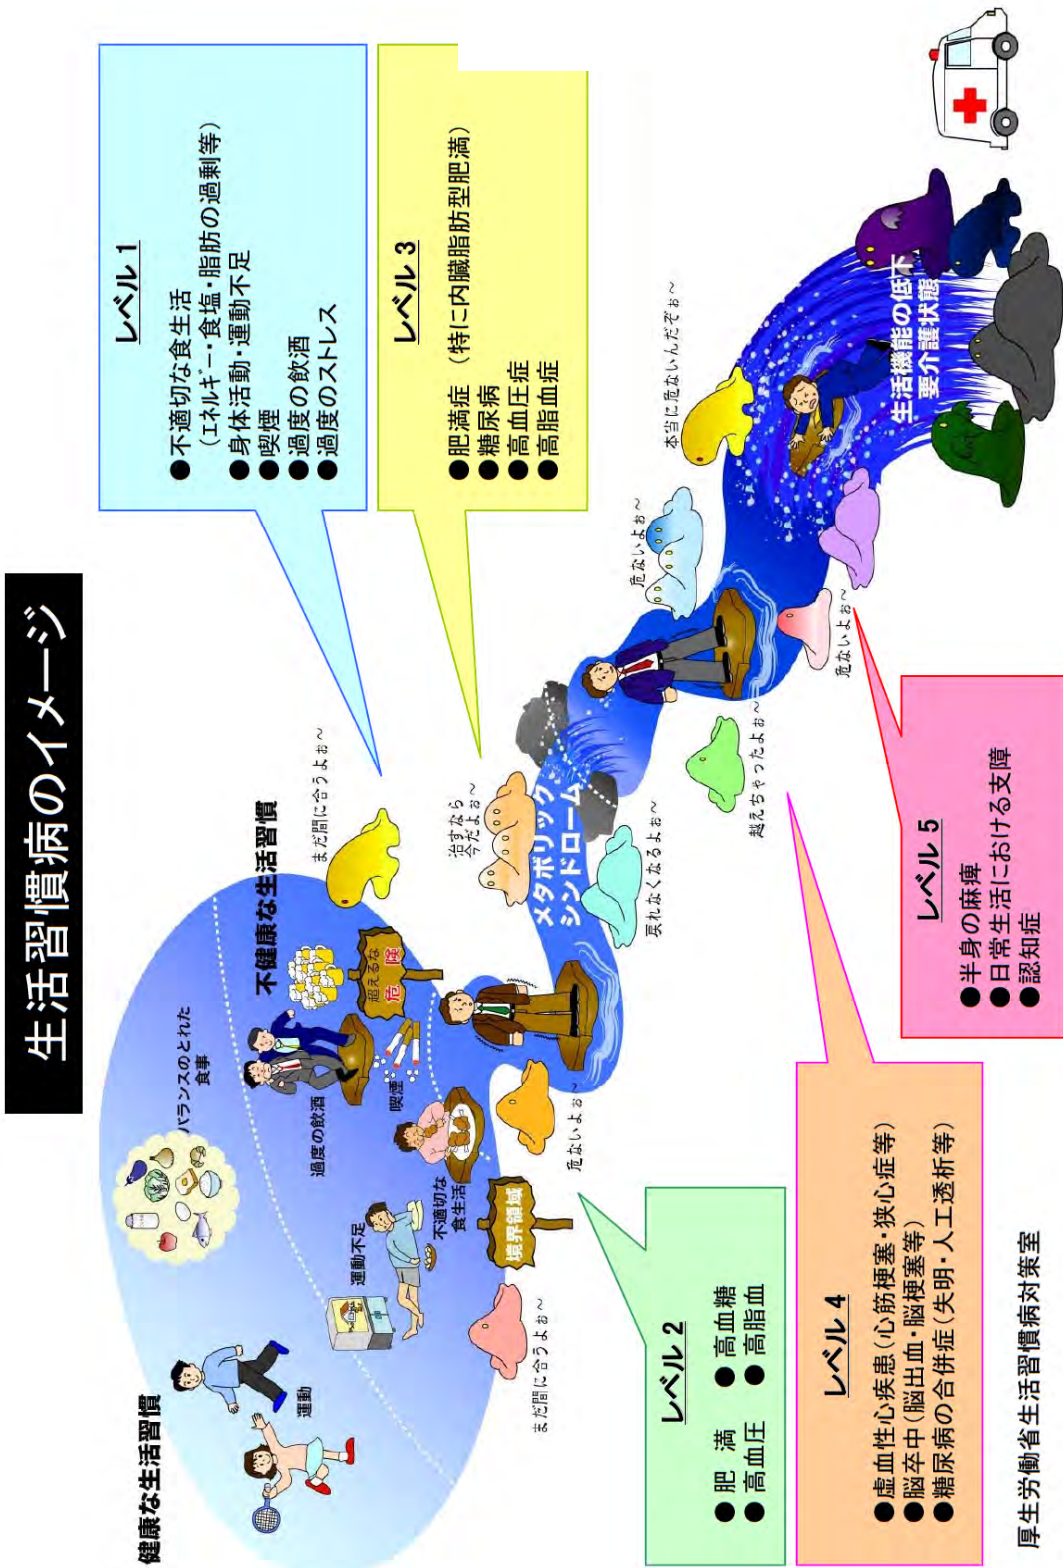 生活習慣病のイメージ
健康な生活習慣
運動
バランスのとれた
食事
不健康な生活習慣
過度の飲酒
喫煙
運動不足
不適切な
食生活
超えるな
危険
境界領域
まだ間に合うよぉ~
まだ間に合うよぉ~
危ないよぉ~
治すなら
今だよぉ~
メタボリック
シンドローム
戻れなくなるよぉ~
越えちゃったよぉ~
危ないよぉ~
危ないよぉ~
本当に危ないんだぞぉ~
生活機能の低下
要介護状態
レベル 1
●不適切な食生活
(エネルギー・食塩・脂肪の過剰等)
●身体活動・運動不足
●喫煙
●過度の飲酒
●過度のストレス
レベル 2
●肥 満 ●高血糖
●高血圧 ●高脂血
レベル 3
●肥満症 (特に内臓脂肪型肥満)
●糖尿病
●高血圧症
●高脂血症
レベル 4
●虚血性心疾患(心筋梗塞・狭心症等)
●脳卒中(脳出血・脳梗塞等)
●糖尿病の合併症(失明・人工透析等)
レベル 5
●半身の麻痺
●日常生活における支障
●認知症
厚生労働省生活習慣病対策室